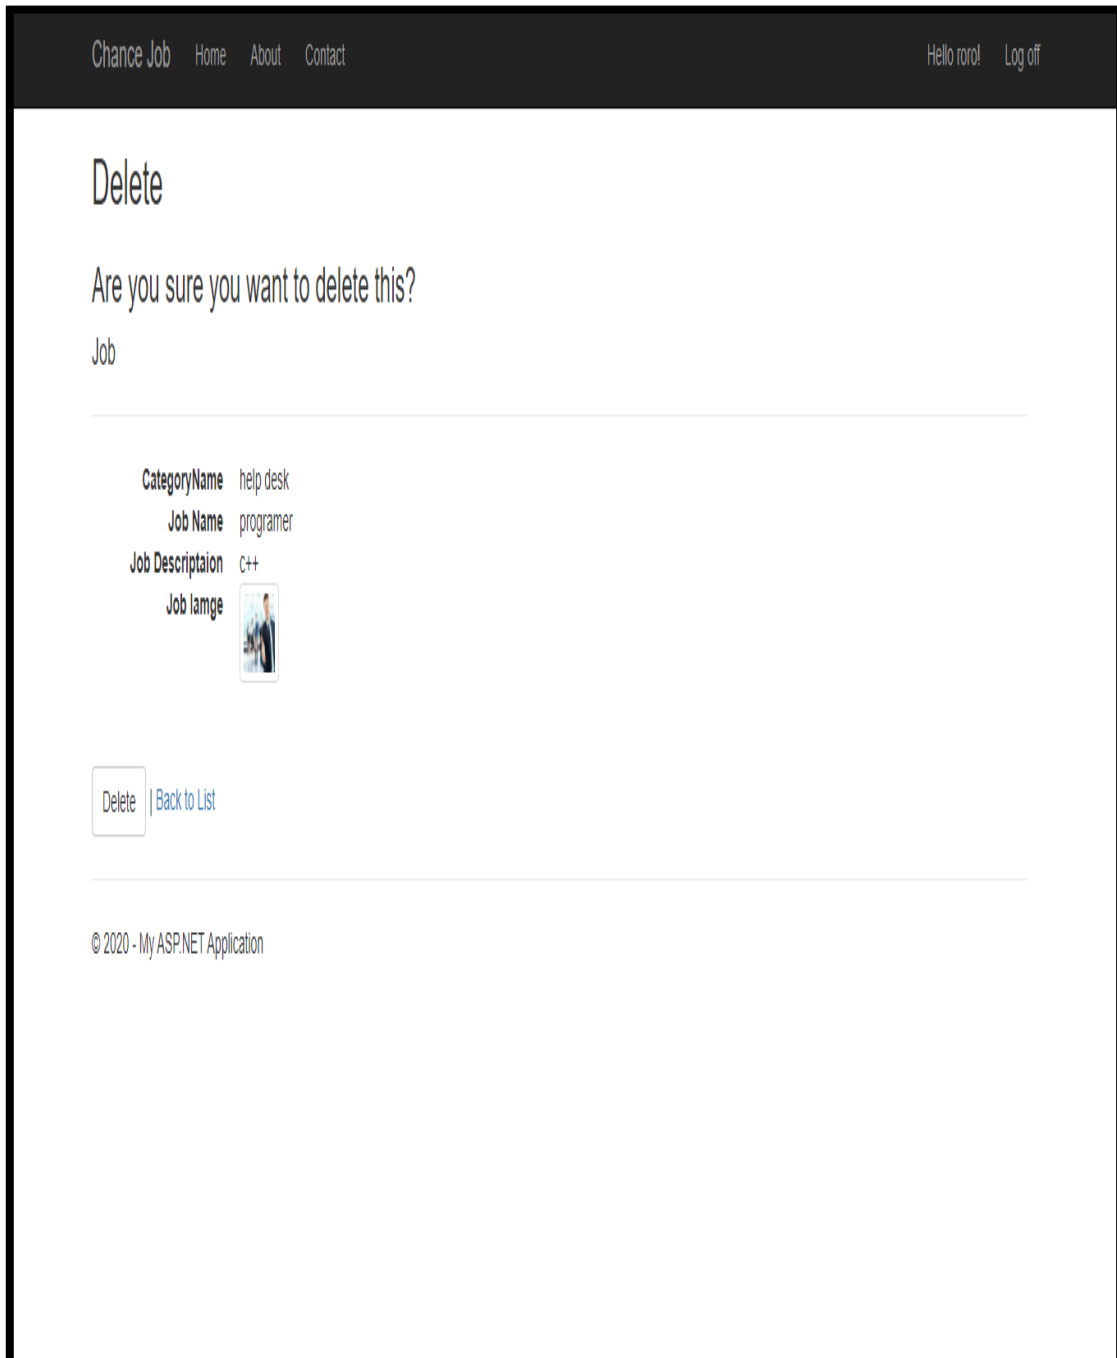 Chance Job Home About Contact Hello roro! Log off
Delete
Are you sure you want to delete this?
Job
CategoryName help desk
Job Name programer
Job Descriptaion c++
Job Iamge
Delete | Back to List
© 2020 - My ASP.NET Application